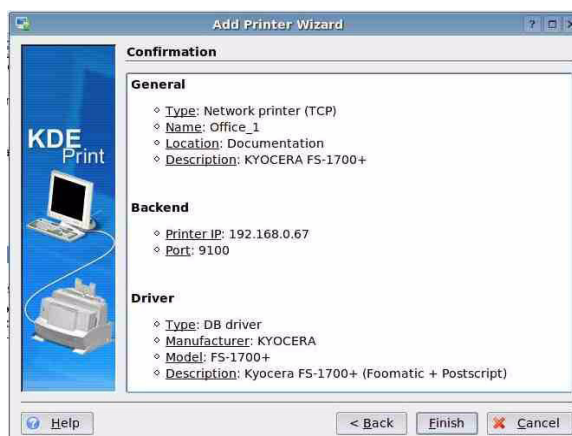 Add Printer Wizard
Confirmation
KDE
Print
General
Type: Network printer (TCP)
Name: Office_1
Location: Documentation
Description: KYOCERA FS-1700+
Backend
Printer IP: 192.168.0.67
Port: 9100
Driver
Type: DB driver
Manufacturer: KYOCERA
Model: FS-1700+
Description: Kyocera FS-1700+ (Foomatic + Postscript)
Help
< Back
Finish
Cancel